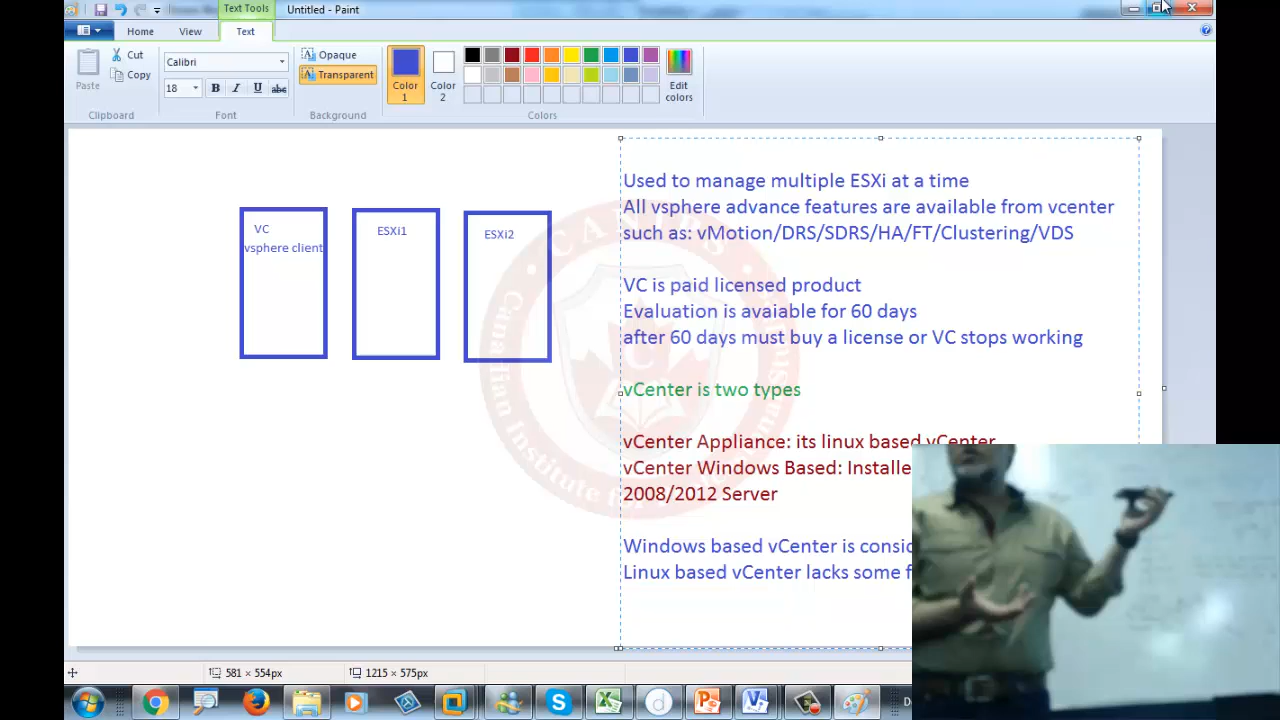 Text Tools
Untitled - Paint
Home
View
Text
Paste
Cut
Copy
Clipboard
Calibri
18
B I U abc
Font
Opaque
Transparent
Background
Color 1
Color 2
Edit colors
Colors
VC
vsphere client
ESXi1
ESXi2
Used to manage multiple ESXi at a time
All vsphere advance features are available from vcenter
such as: vMotion/DRS/SDRS/HA/FT/Clustering/VDS
VC is paid licensed product
Evaluation is avaiable for 60 days
after 60 days must buy a license or VC stops working
vCenter is two types
vCenter Appliance: its linux based vCenter
vCenter Windows Based: Installe
2008/2012 Server
Windows based vCenter is consid
Linux based vCenter lacks some f
581 × 554px
1215 × 575px